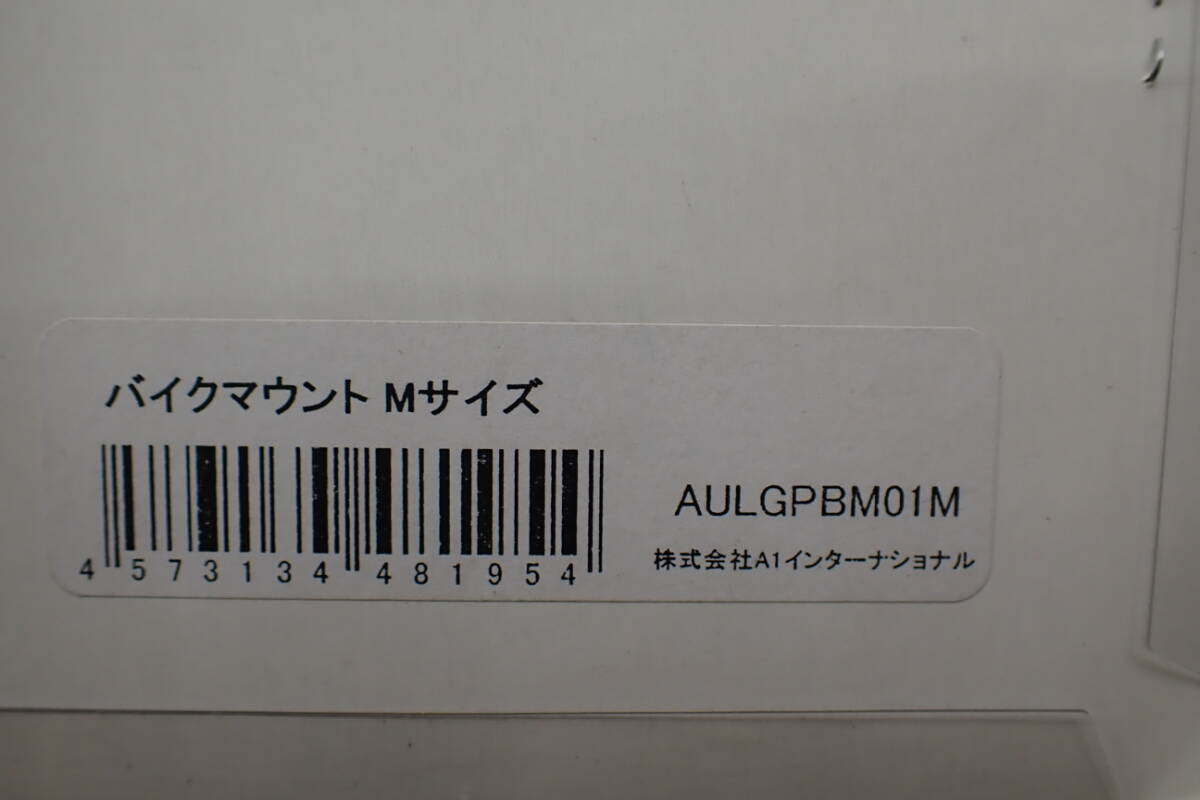 バイクマウント Mサイズ
AULGPBM01M
株式会社A1インターナショナル
4 573134 481954